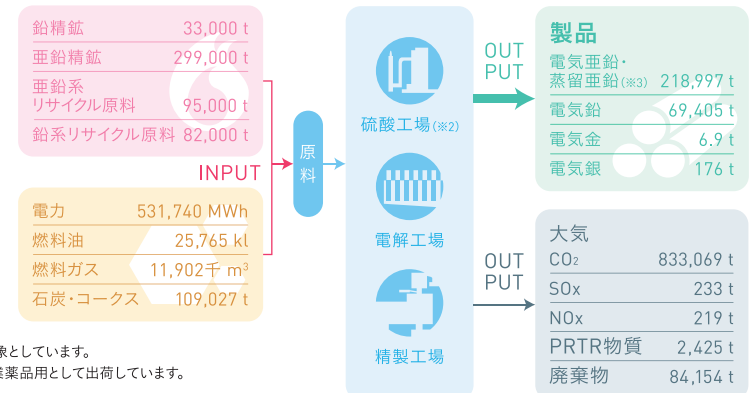 鉛精鉱 33,000 t
亜鉛精鉱 299,000 t
亜鉛系
リサイクル原料 95,000 t
鉛系リサイクル原料 82,000 t
INPUT
電力 531,740 MWh
燃料油 25,765 kl
燃料ガス 11,902千 m³
石炭・コークス 109,027 t
原料
硫酸工場(※2)
電解工場
精製工場
OUT
PUT
製品
電気亜鉛・
蒸留亜鉛(※3) 218,997 t
電気鉛 69,405 t
電気金 6.9 t
電気銀 176 t
OUT
PUT
大気
CO₂ 833,069 t
SOx 233 t
NOx 219 t
PRTR物質 2,425 t
廃棄物 84,154 t
象としています。
業薬品用として出荷しています。